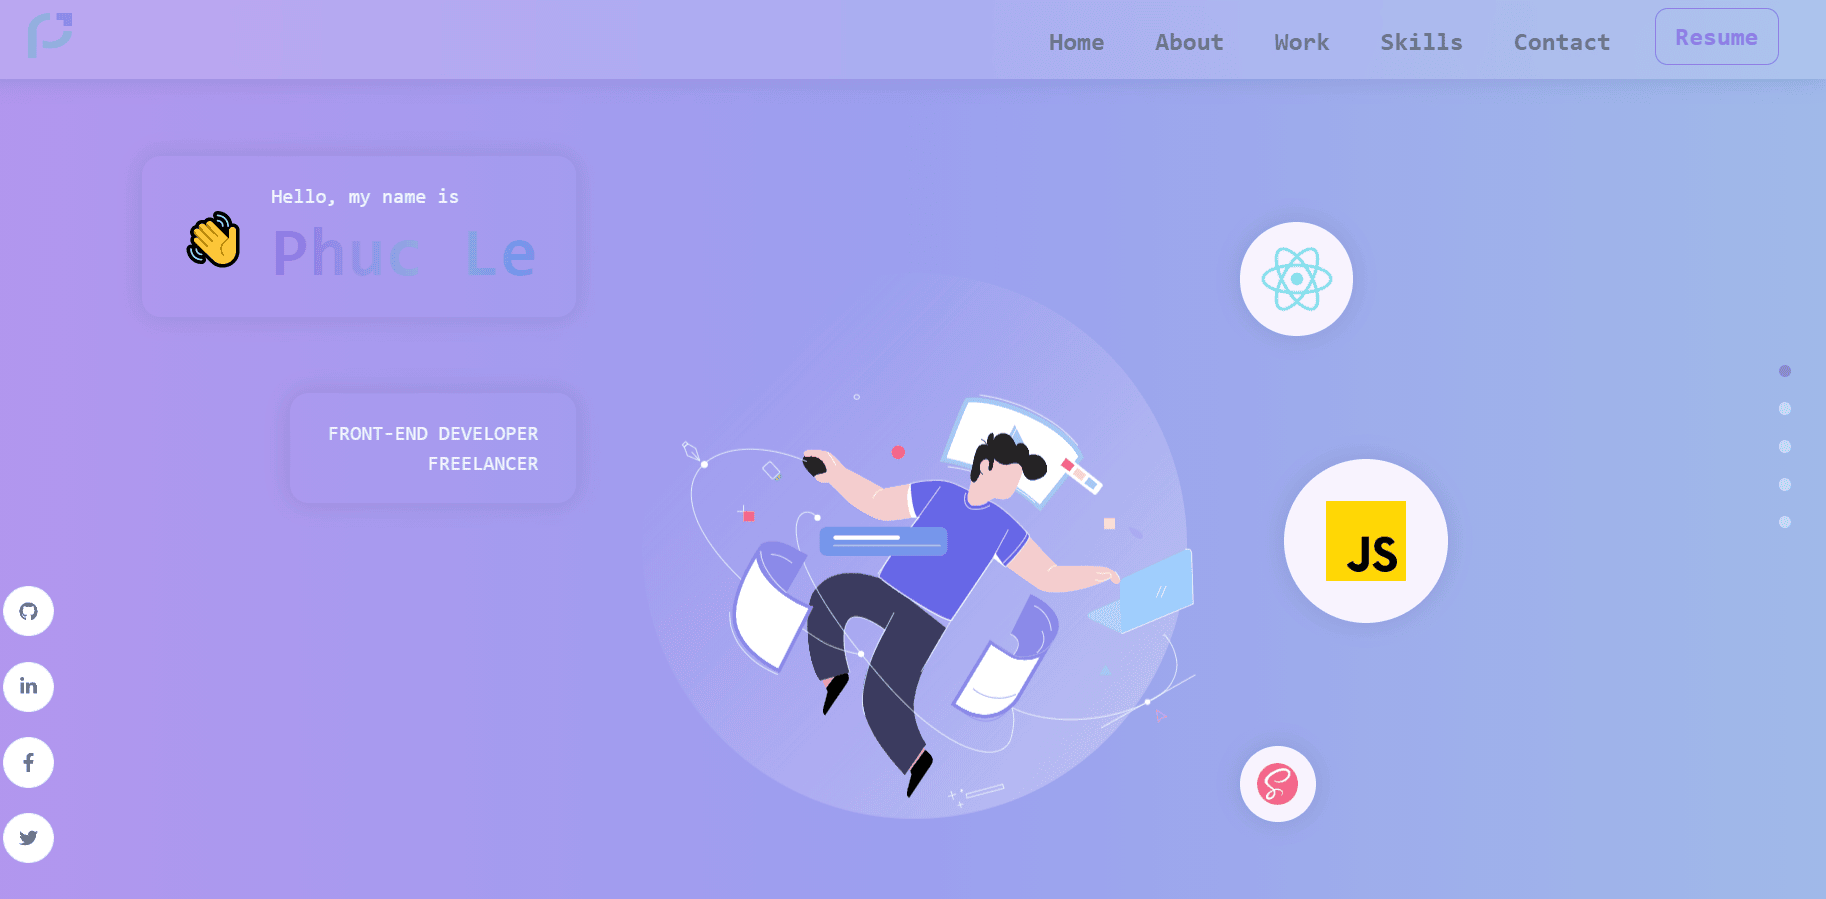 Home About Work Skills Contact Resume
Hello, my name is
Phuc Le
FRONT-END DEVELOPER
FREELANCER
JS